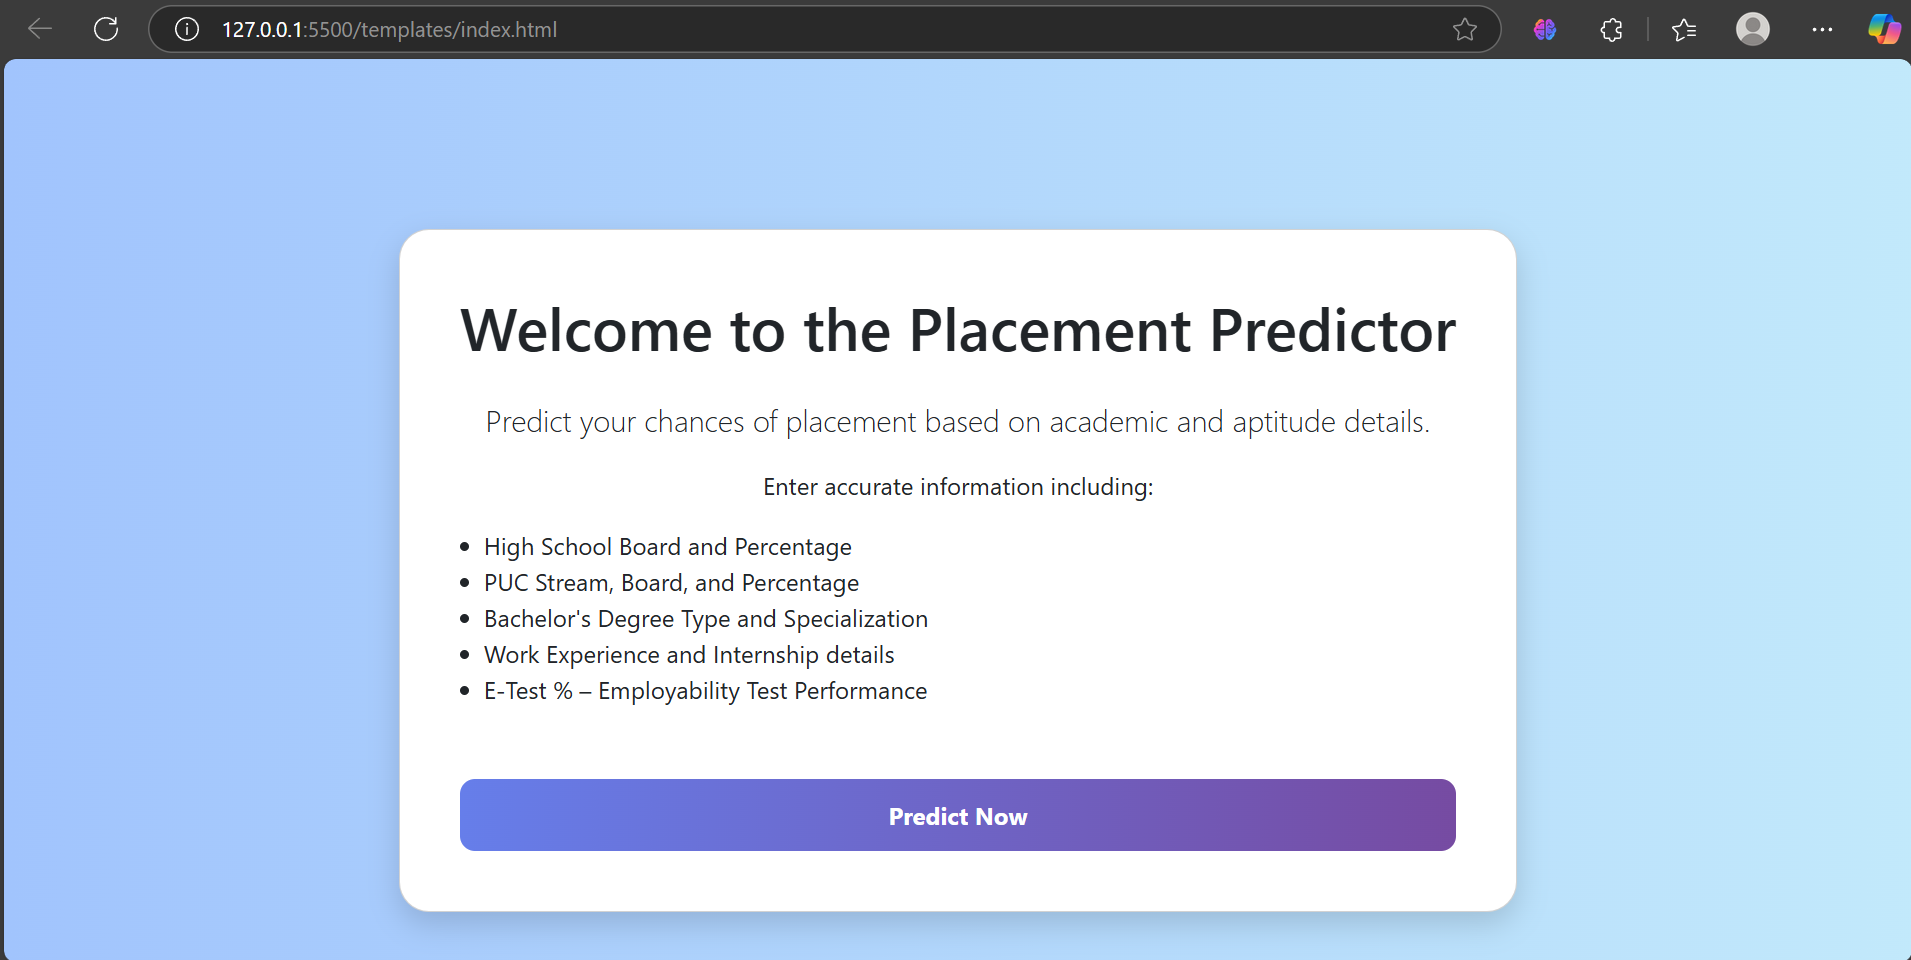 127.0.0.1:5500/templates/index.html
Welcome to the Placement Predictor
Predict your chances of placement based on academic and aptitude details.
Enter accurate information including:
• High School Board and Percentage
• PUC Stream, Board, and Percentage
• Bachelor's Degree Type and Specialization
• Work Experience and Internship details
• E-Test % – Employability Test Performance
Predict Now